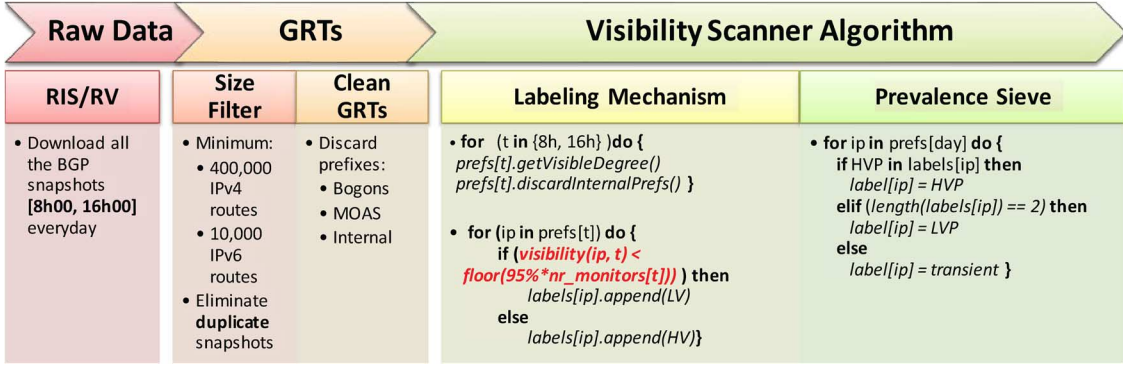 Raw Data
GRTs
Visibility Scanner Algorithm
RIS/RV
• Download all
the BGP
snapshots
[8h00, 16h00]
everyday
Size
Filter
• Minimum:
• 400,000
IPv4
routes
• 10,000
IPv6
routes
• Eliminate
duplicate
snapshots
Clean
GRTs
• Discard
prefixes:
• Bogons
• MOAS
• Internal
Labeling Mechanism
• for (t in {8h, 16h} )do {
prefs[t].getVisibleDegree()
prefs[t].discardInternalPrefs() }
• for (ip in prefs[t]) do {
if (visibility(ip, t) <
floor(95%*nr_monitors[t])) ) then
labels[ip].append(LV)
else
labels[ip].append(HV)}
Prevalence Sieve
• for ip in prefs[day] do {
if HVP in labels[ip] then
label[ip] = HVP
elif (length(labels[ip]) == 2) then
label[ip] = LVP
else
label[ip] = transient }